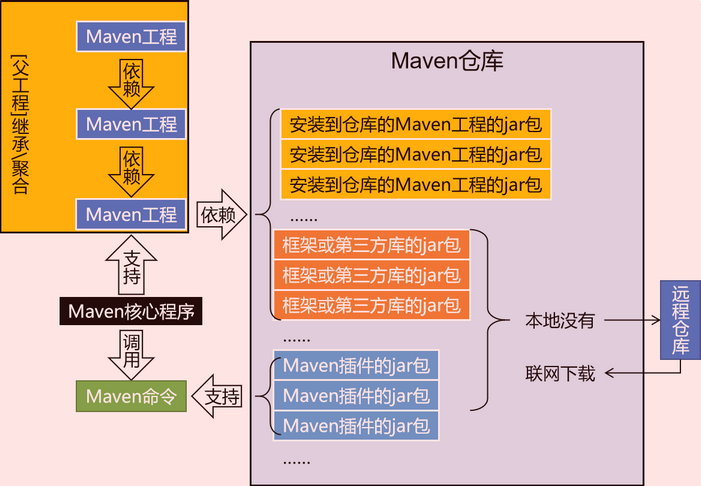 [父工程]继承/聚合
Maven工程
依赖
Maven工程
依赖
Maven工程
依赖
支持
Maven核心程序
调用
Maven命令
支持
Maven仓库
安装到仓库的Maven工程的jar包
安装到仓库的Maven工程的jar包
安装到仓库的Maven工程的jar包
......
框架或第三方库的jar包
框架或第三方库的jar包
框架或第三方库的jar包
......
Maven插件的jar包
Maven插件的jar包
Maven插件的jar包
......
本地没有
联网下载
远程仓库